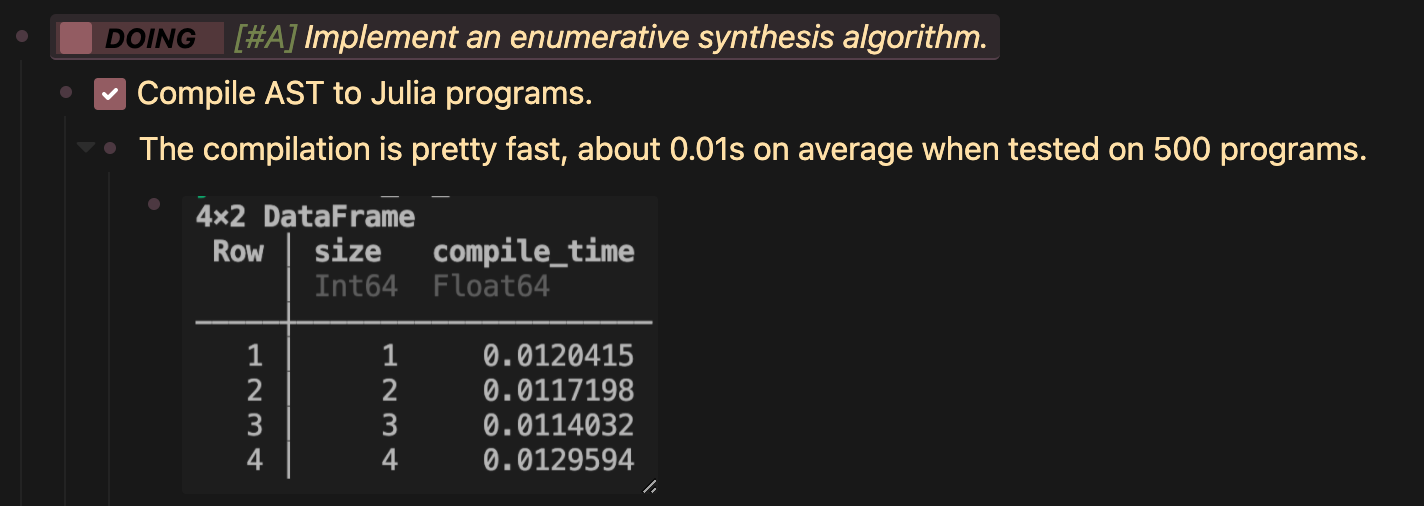 DOING [#A] Implement an enumerative synthesis algorithm.
Compile AST to Julia programs.
The compilation is pretty fast, about 0.01s on average when tested on 500 programs.
4×2 DataFrame
Row size compile_time
Int64 Float64
1 1 0.0120415
2 2 0.0117198
3 3 0.0114032
4 4 0.0129594